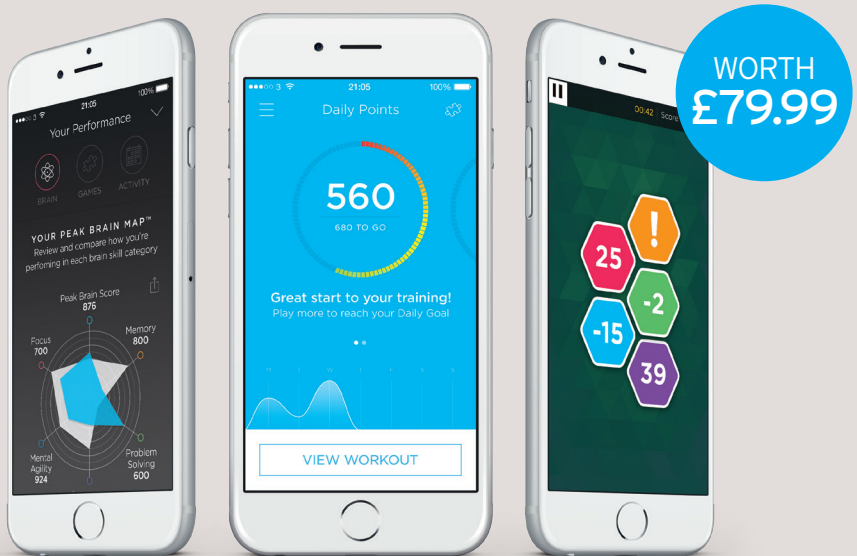 100%
3
21:05
Your Performance
BRAIN
GAMES
ACTIVITY
YOUR PEAK BRAIN MAP™
Review and compare how you're
perfoming in each brain skill category
Peak Brain Score
876
Focus
700
Memory
800
Mental
Agility
924
Problem
Solving
600
3
21:05
100%
Daily Points
560
680 TO GO
Great start to your training!
Play more to reach your Daily Goal
M T W T F S S
VIEW WORKOUT
00:42
Score
25
!
-2
-15
39
WORTH
£79.99